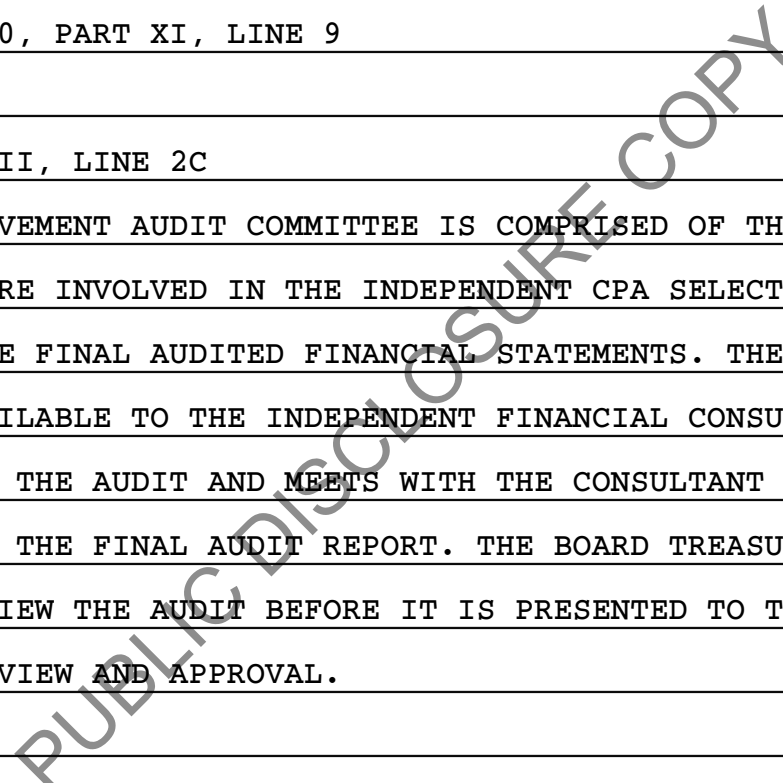 0, PART XI, LINE 9
II, LINE 2C
VEMENT AUDIT COMMITTEE IS COMPRISED OF TH
RE INVOLVED IN THE INDEPENDENT CPA SELECT
E FINAL AUDITED FINANCIAL STATEMENTS. THE
ILABLE TO THE INDEPENDENT FINANCIAL CONSU
THE AUDIT AND MEETS WITH THE CONSULTANT
THE FINAL AUDIT REPORT. THE BOARD TREASU
IEW THE AUDIT BEFORE IT IS PRESENTED TO T
VIEW AND APPROVAL.
PUBLIC DISCLOSURE COPY